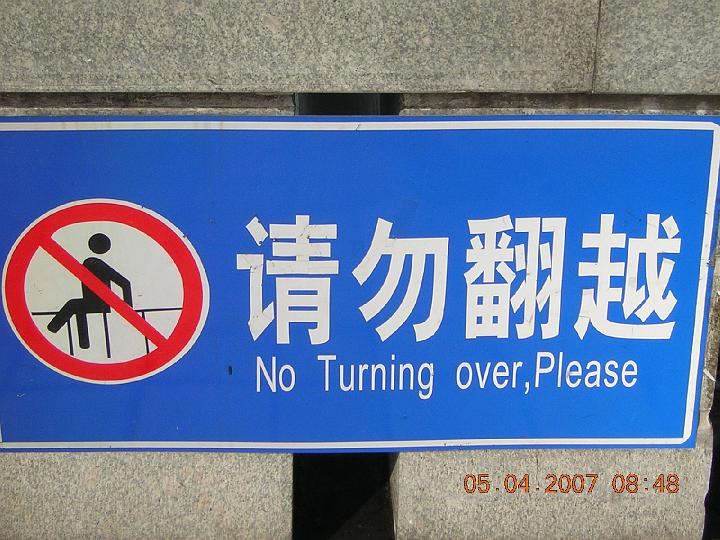 请勿翻越
No Turning over,Please
05.04.2007 08:48